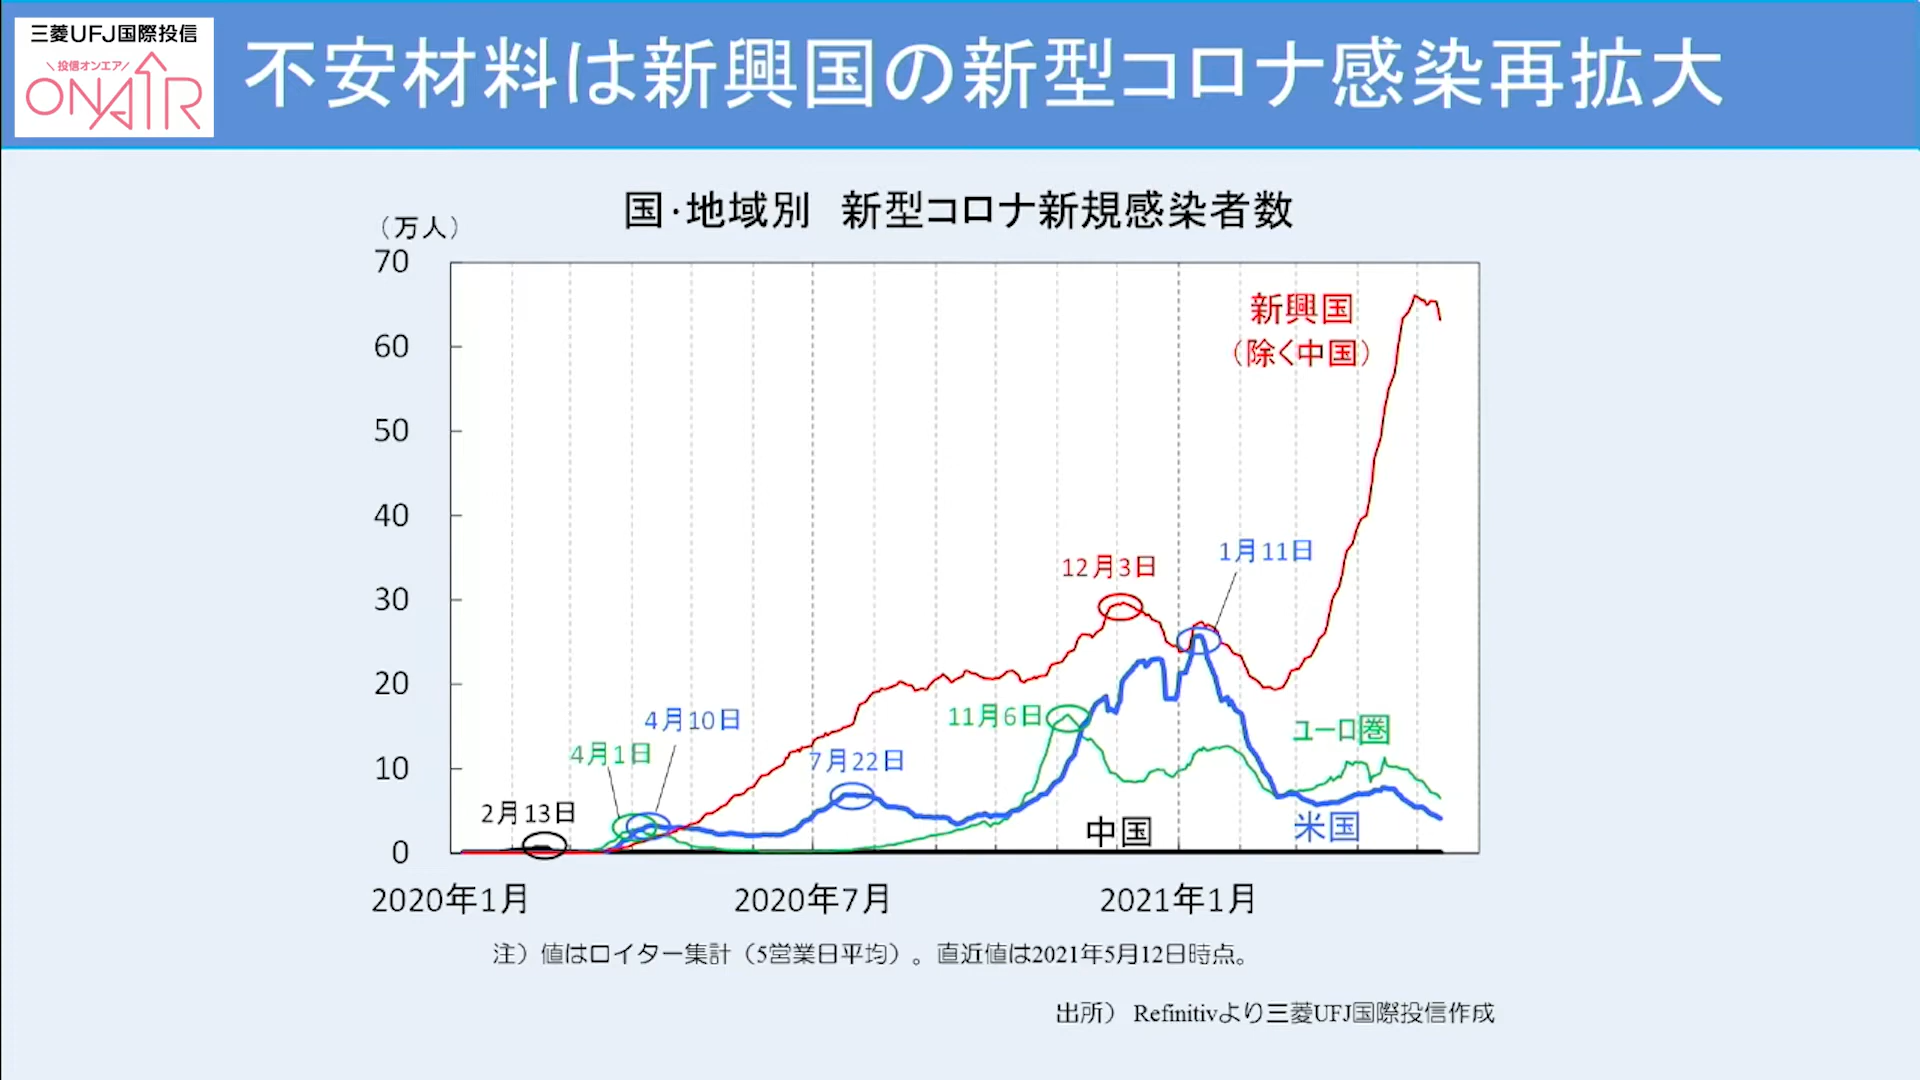 三菱UFJ国際投信
投信オンエア
ONAIR
不安材料は新興国の新型コロナ感染再拡大
国・地域別　新型コロナ新規感染者数
（万人）
70
60
50
40
30
20
10
0
新興国
（除く中国）
12月3日
1月11日
11月6日
ユーロ圏
4月10日
4月1日
7月22日
2月13日
中国
米国
2020年1月
2020年7月
2021年1月
注）値はロイター集計（5営業日平均）。直近値は2021年5月12日時点。
出所） Refinitivより三菱UFJ国際投信作成